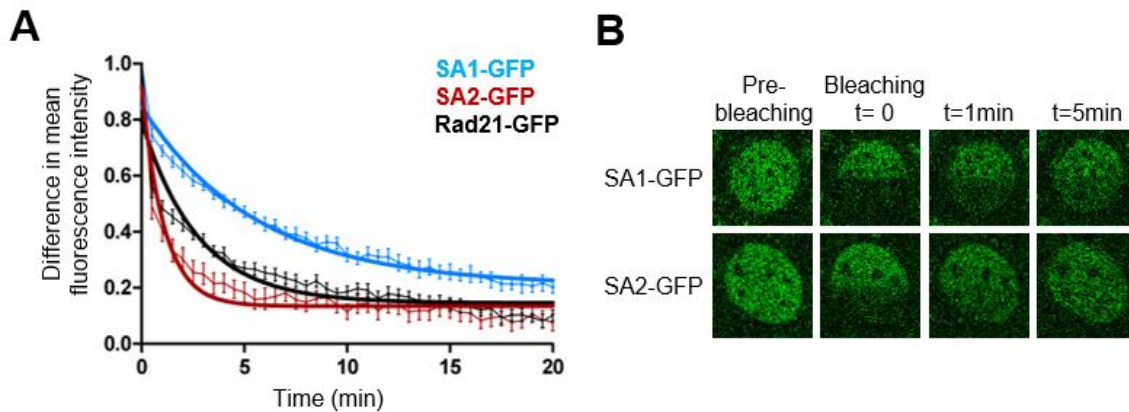 A
Difference in mean
fluorescence intensity
1.0
0.8
0.6
0.4
0.2
0.0
0
5
10
15
20
Time (min)
SA1-GFP
SA2-GFP
Rad21-GFP
B
Pre-
bleaching
Bleaching
t= 0
t=1min
t=5min
SA1-GFP
SA2-GFP